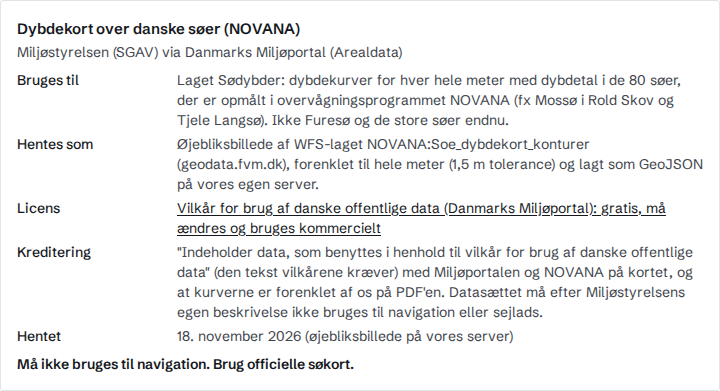 Dybdekort over danske søer (NOVANA)
Miljøstyrelsen (SGAV) via Danmarks Miljøportal (Arealdata)
Bruges til
Laget Sødybder: dybdekurver for hver hele meter med dybdetal i de 80 søer,
der er opmålt i overvågningsprogrammet NOVANA (fx Mossø i Rold Skov og
Tjele Langsø). Ikke Furesø og de store søer endnu.
Hentes som
Øjebliksbillede af WFS-laget NOVANA:Soe_dybdekort_konturer
(geodata.fvm.dk), forenklet til hele meter (1,5 m tolerance) og lagt som GeoJSON
på vores egen server.
Licens
Vilkår for brug af danske offentlige data (Danmarks Miljøportal): gratis, må
ændres og bruges kommercielt
Kreditering
"Indeholder data, som benyttes i henhold til vilkår for brug af danske offentlige
data" (den tekst vilkårene kræver) med Miljøportalen og NOVANA på kortet, og
at kurverne er forenklet af os på PDF'en. Datasættet må efter Miljøstyrelsens
egen beskrivelse ikke bruges til navigation eller sejlads.
Hentet
18. november 2026 (øjebliksbillede på vores server)
Må ikke bruges til navigation. Brug officielle søkort.